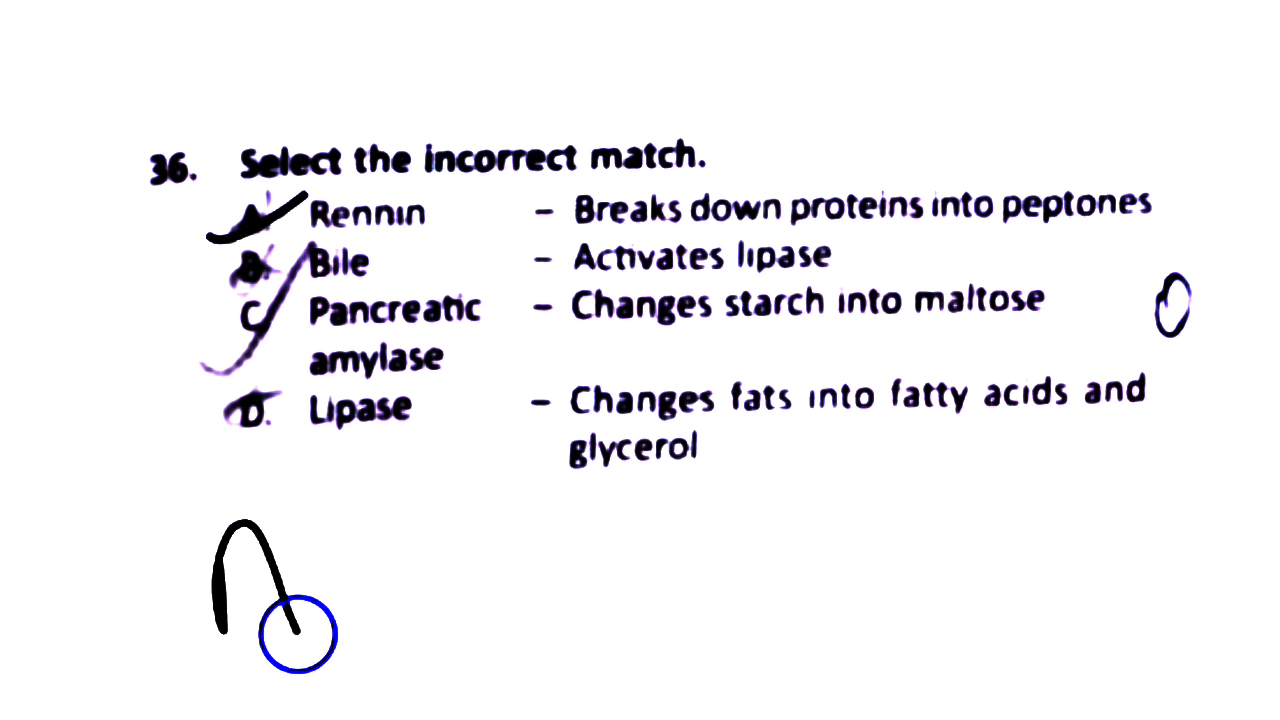 36. Select the incorrect match.
A. Rennin – Breaks down proteins into peptones
B. Bile – Activates lipase
C. Pancreatic – Changes starch into maltose
amylase
D. Lipase – Changes fats into fatty acids and
glycerol